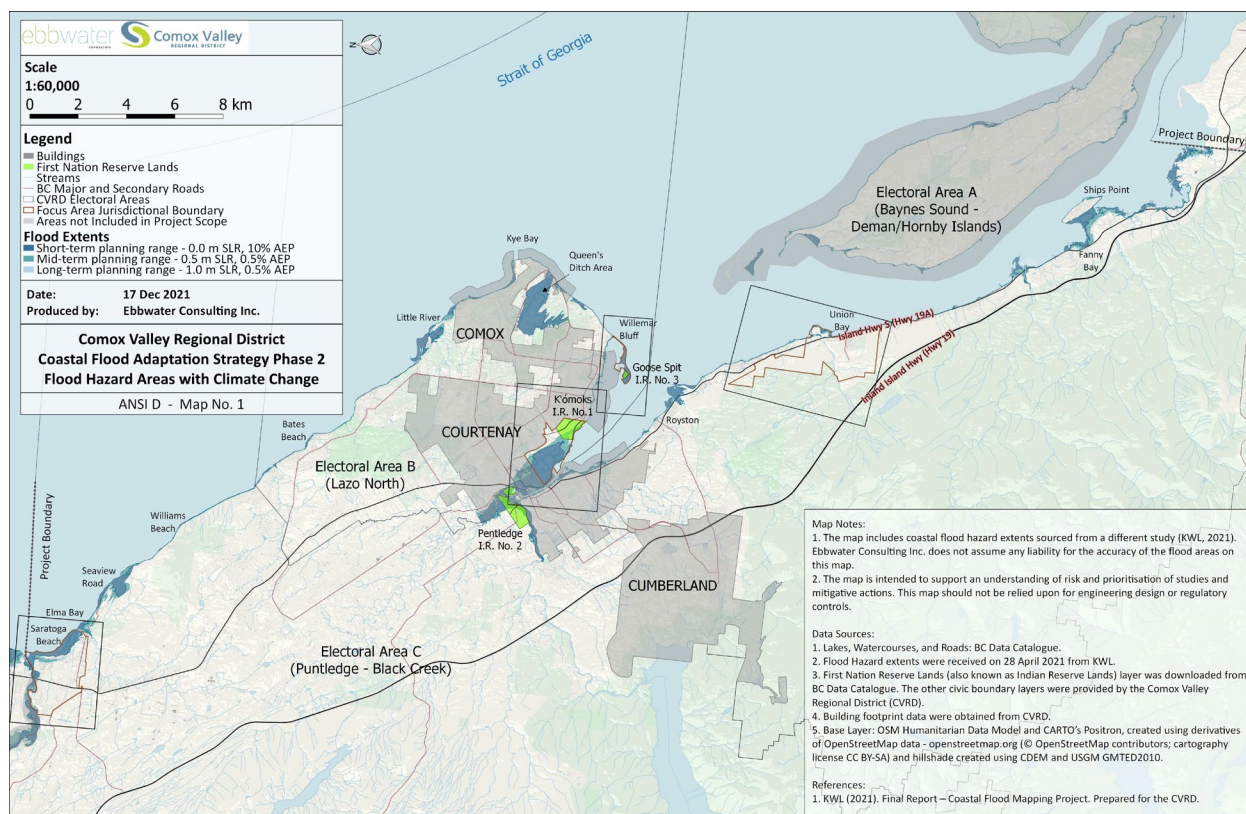 ebbwater
CONSULTING
Comox Valley
REGIONAL DISTRICT
Scale
1:60,000
0 2 4 6 8 km
Legend
Buildings
First Nation Reserve Lands
Streams
BC Major and Secondary Roads
CVRD Electoral Areas
Focus Area Jurisdictional Boundary
Areas not Included in Project Scope
Flood Extents
Short-term planning range - 0.0 m SLR, 10% AEP
Mid-term planning range - 0.5 m SLR, 0.5% AEP
Long-term planning range - 1.0 m SLR, 0.5% AEP
Date: 17 Dec 2021
Produced by: Ebbwater Consulting Inc.
Comox Valley Regional District
Coastal Flood Adaptation Strategy Phase 2
Flood Hazard Areas with Climate Change
ANSI D - Map No. 1
N
Strait of Georgia
Project Boundary
Ships Point
Electoral Area A
(Baynes Sound -
Deman/Hornby Islands)
Fanny
Bay
Kye Bay
Queen's
Ditch Area
Little River
COMOX
Willemar
Bluff
Union
Bay
Island Hwy S (Hwy 19A)
Inland Island Hwy (Hwy 19)
Goose Spit
I.R. No. 3
K'ómoks
I.R. No.1
Royston
Bates
Beach
COURTENAY
Electoral Area B
(Lazo North)
Williams
Beach
Pentledge
I.R. No. 2
Project Boundary
Seaview
Road
CUMBERLAND
Elma Bay
Saratoga
Beach
Electoral Area C
(Puntledge - Black Creek)
Map Notes:
1. The map includes coastal flood hazard extents sourced from a different study (KWL, 2021).
Ebbwater Consulting Inc. does not assume any liability for the accuracy of the flood areas on
this map.
2. The map is intended to support an understanding of risk and prioritisation of studies and
mitigative actions. This map should not be relied upon for engineering design or regulatory
controls.
Data Sources:
1. Lakes, Watercourses, and Roads: BC Data Catalogue.
2. Flood Hazard extents were received on 28 April 2021 from KWL.
3. First Nation Reserve Lands (also known as Indian Reserve Lands) layer was downloaded from
BC Data Catalogue. The other civic boundary layers were provided by the Comox Valley
Regional District (CVRD).
4. Building footprint data were obtained from CVRD.
5. Base Layer: OSM Humanitarian Data Model and CARTO's Positron, created using derivatives
of OpenStreetMap data - openstreetmap.org (© OpenStreetMap contributors; cartography
license CC BY-SA) and hillshade created using CDEM and USGM GMTED2010.
References:
1. KWL (2021). Final Report – Coastal Flood Mapping Project. Prepared for the CVRD.